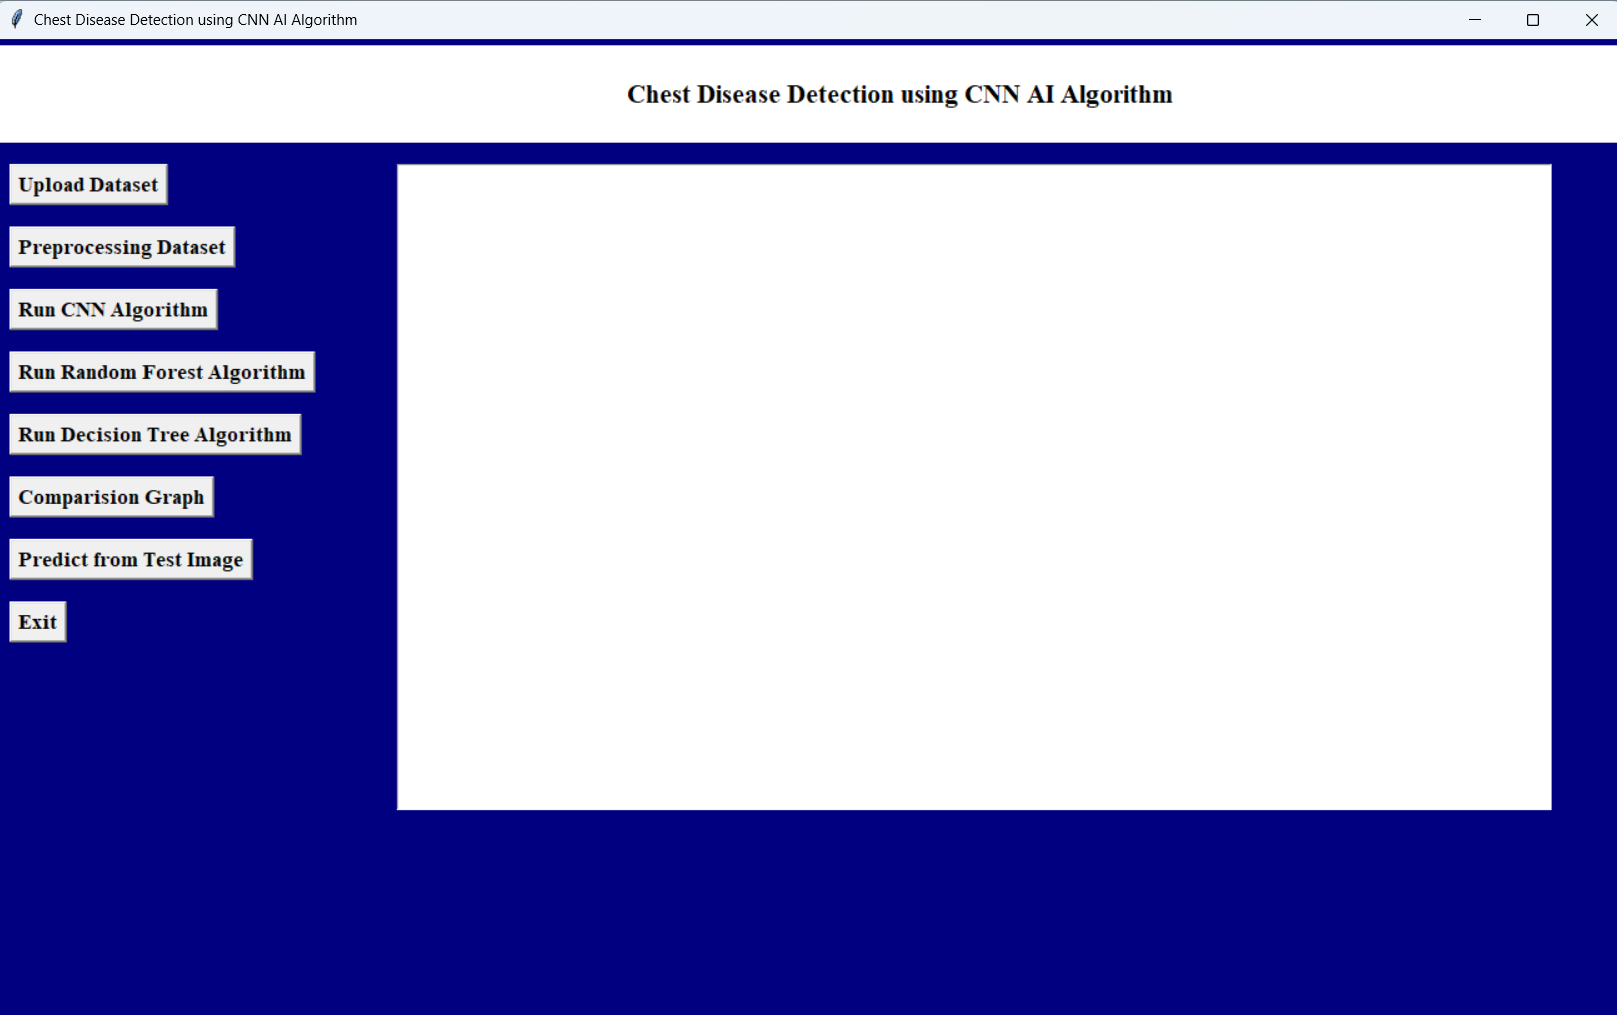 Chest Disease Detection using CNN AI Algorithm
Chest Disease Detection using CNN AI Algorithm
Upload Dataset
Preprocessing Dataset
Run CNN Algorithm
Run Random Forest Algorithm
Run Decision Tree Algorithm
Comparision Graph
Predict from Test Image
Exit